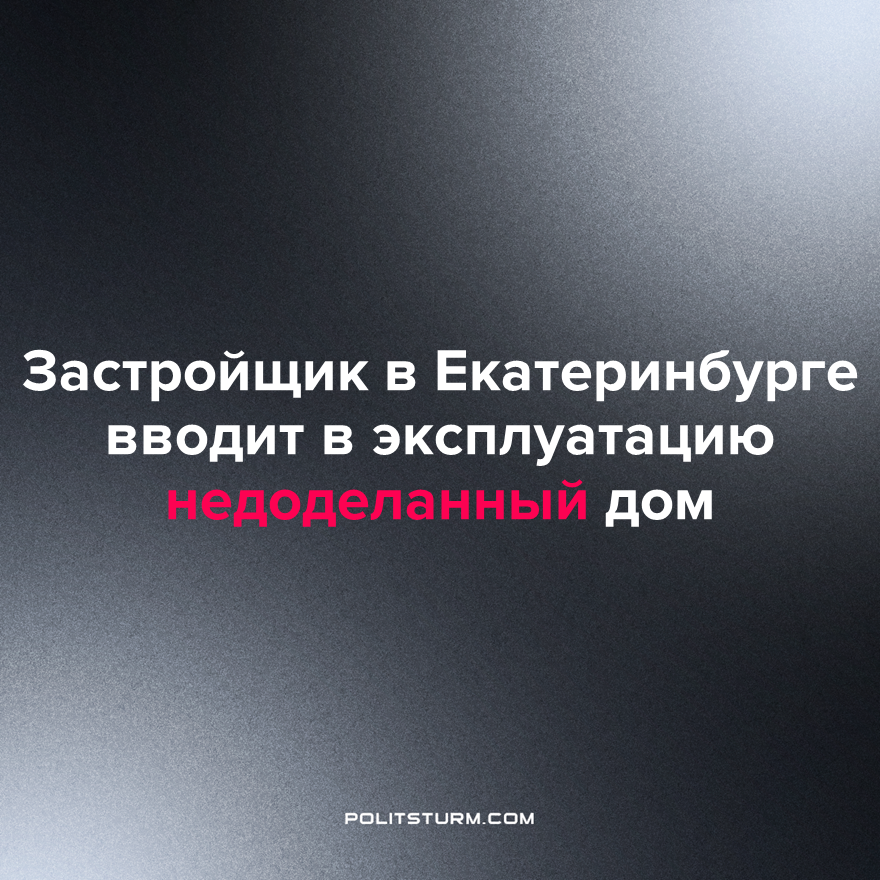 Застройщик в Екатеринбурге
вводит в эксплуатацию
недоделанный дом
POLITSTURM.COM